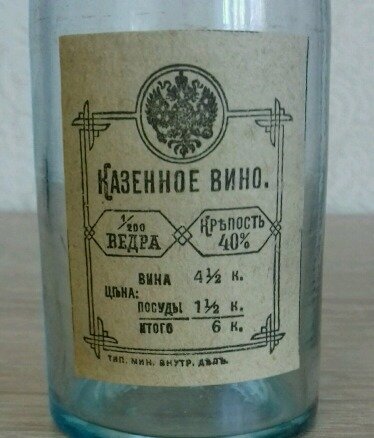 КАЗЕННОЕ ВИНО.
1/200 ВЕДРА
КРѢПОСТЬ 40%
ВИНА 4½ К.
ЦѢНА:
ПОСУДЫ 1½ К.
ИТОГО 6 К.
ТИП. МИН. ВНУТР. ДѢЛЪ.